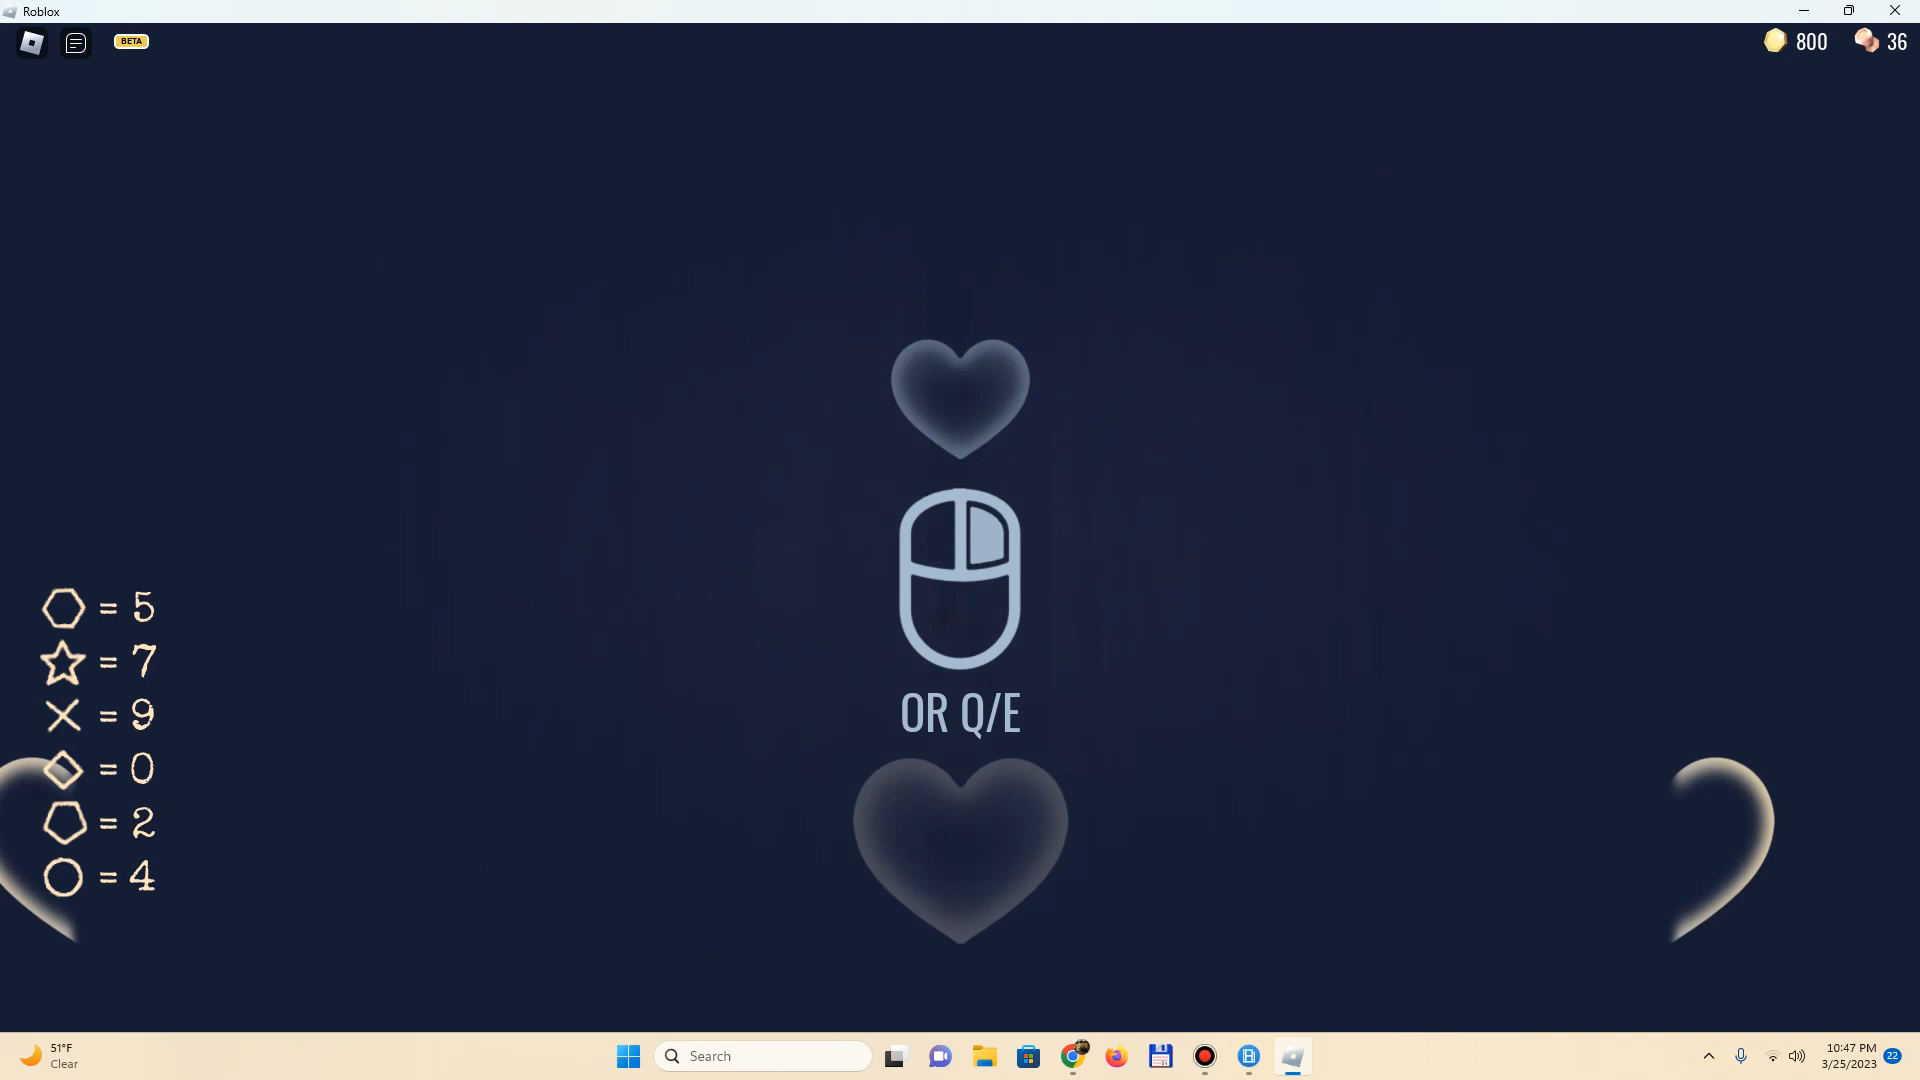 Roblox
BETA
800
36
OR Q/E
= 5
= 7
= 9
= 0
= 2
= 4
51°F
Clear
Search
10:47 PM
3/25/2023
22